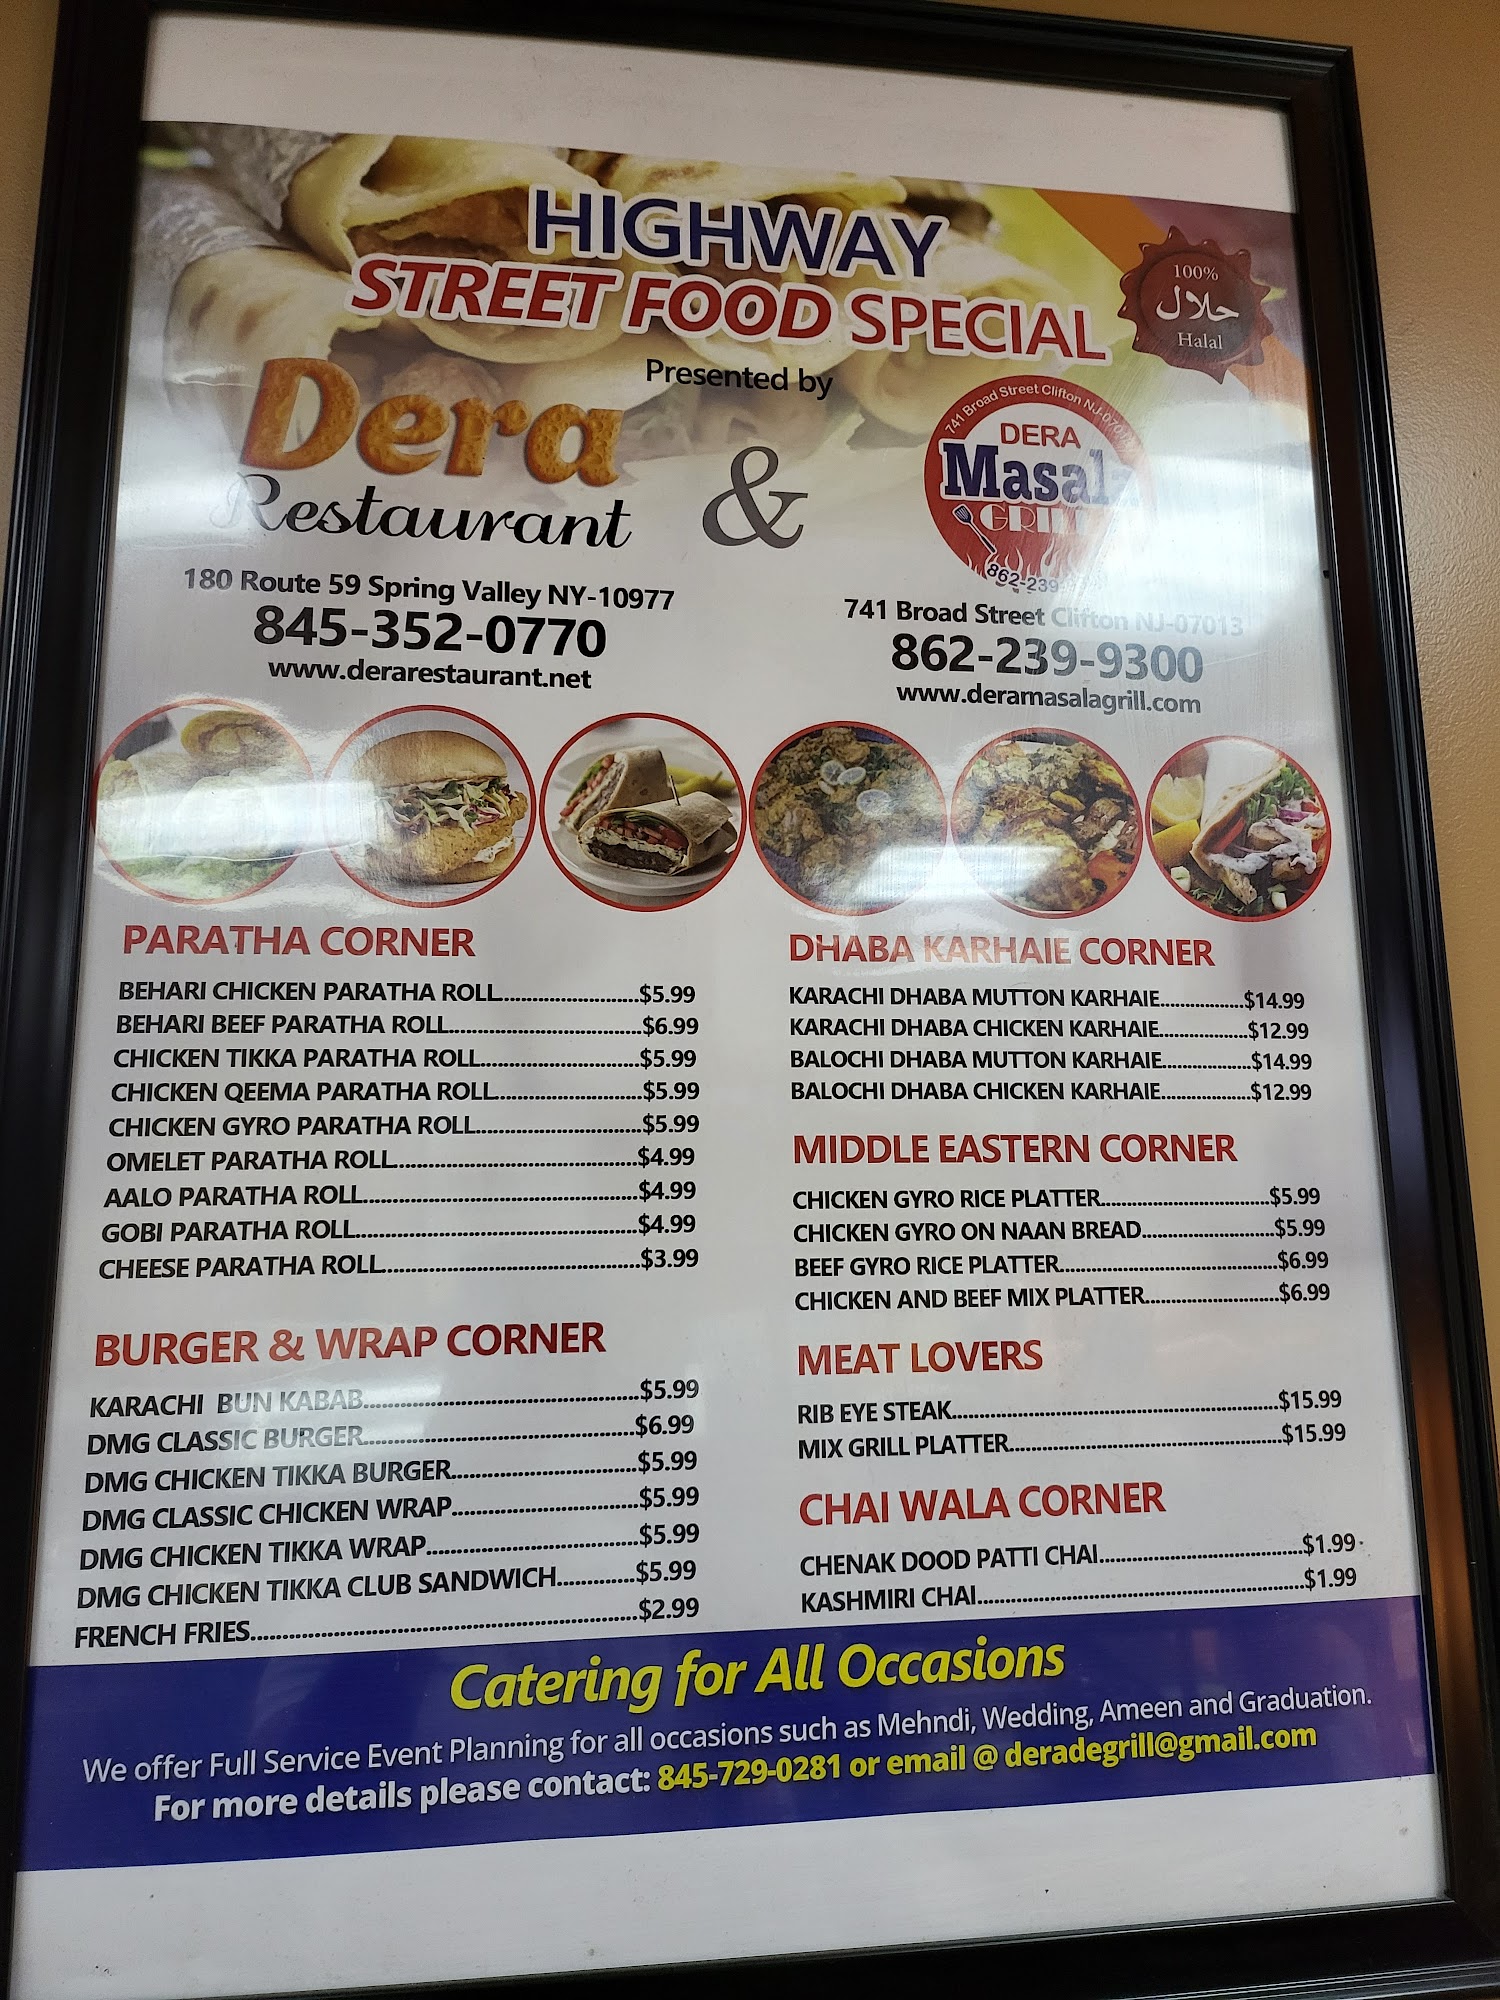 HIGHWAY
STREET FOOD SPECIAL
100%
حلال
Halal
Presented by
Dera
Restaurant
&
741 Broad Street Clifton NJ-07013
DERA
Masala
GRILL
862-239-9300
180 Route 59 Spring Valley NY-10977
845-352-0770
www.derarestaurant.net
741 Broad Street Clifton NJ-07013
862-239-9300
www.deramasalagrill.com
PARATHA CORNER
BEHARI CHICKEN PARATHA ROLL..........................$5.99
BEHARI BEEF PARATHA ROLL.....................................$6.99
CHICKEN TIKKA PARATHA ROLL..............................$5.99
CHICKEN QEEMA PARATHA ROLL............................$5.99
CHICKEN GYRO PARATHA ROLL................................$5.99
OMELET PARATHA ROLL..............................................$4.99
AALO PARATHA ROLL.....................................................$4.99
GOBI PARATHA ROLL......................................................$4.99
CHEESE PARATHA ROLL.................................................$3.99
BURGER & WRAP CORNER
KARACHI BUN KABAB.....................................................$5.99
DMG CLASSIC BURGER....................................................$6.99
DMG CHICKEN TIKKA BURGER...................................$5.99
DMG CLASSIC CHICKEN WRAP...................................$5.99
DMG CHICKEN TIKKA WRAP........................................$5.99
DMG CHICKEN TIKKA CLUB SANDWICH..............$5.99
FRENCH FRIES....................................................................$2.99
DHABA KARHAIE CORNER
KARACHI DHABA MUTTON KARHAIE................$14.99
KARACHI DHABA CHICKEN KARHAIE.................$12.99
BALOCHI DHABA MUTTON KARHAIE.................$14.99
BALOCHI DHABA CHICKEN KARHAIE.................$12.99
MIDDLE EASTERN CORNER
CHICKEN GYRO RICE PLATTER................................$5.99
CHICKEN GYRO ON NAAN BREAD.........................$5.99
BEEF GYRO RICE PLATTER..........................................$6.99
CHICKEN AND BEEF MIX PLATTER.........................$6.99
MEAT LOVERS
RIB EYE STEAK..............................................................$15.99
MIX GRILL PLATTER....................................................$15.99
CHAI WALA CORNER
CHENAK DOOD PATTI CHAI.......................................$1.99
KASHMIRI CHAI..............................................................$1.99
Catering for All Occasions
We offer Full Service Event Planning for all occasions such as Mehndi, Wedding, Ameen and Graduation.
For more details please contact: 845-729-0281 or email @ deradegrill@gmail.com